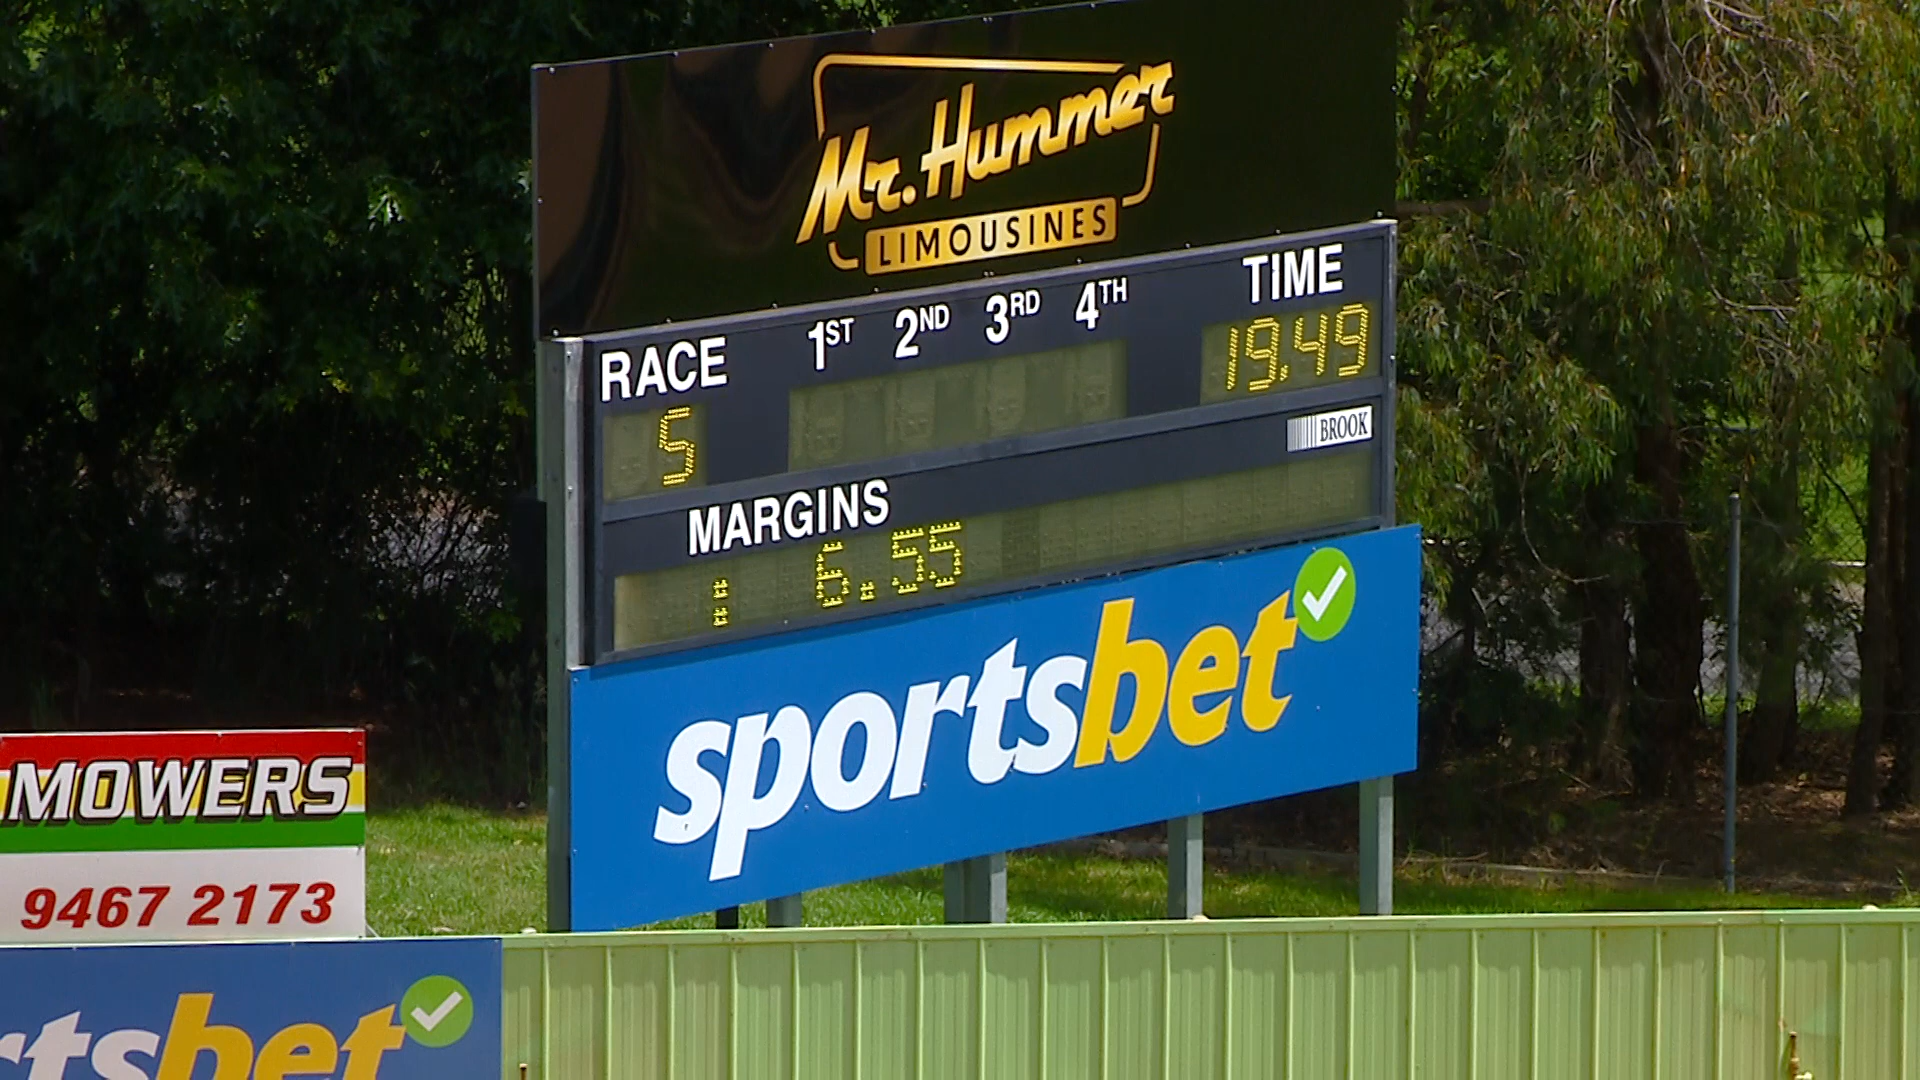 Mr. Hummer
LIMOUSINES
RACE 1ST 2ND 3RD 4TH TIME
5 19.49
BROOK
MARGINS
: 6.55
sportsbet
MOWERS
9467 2173
rtsbet